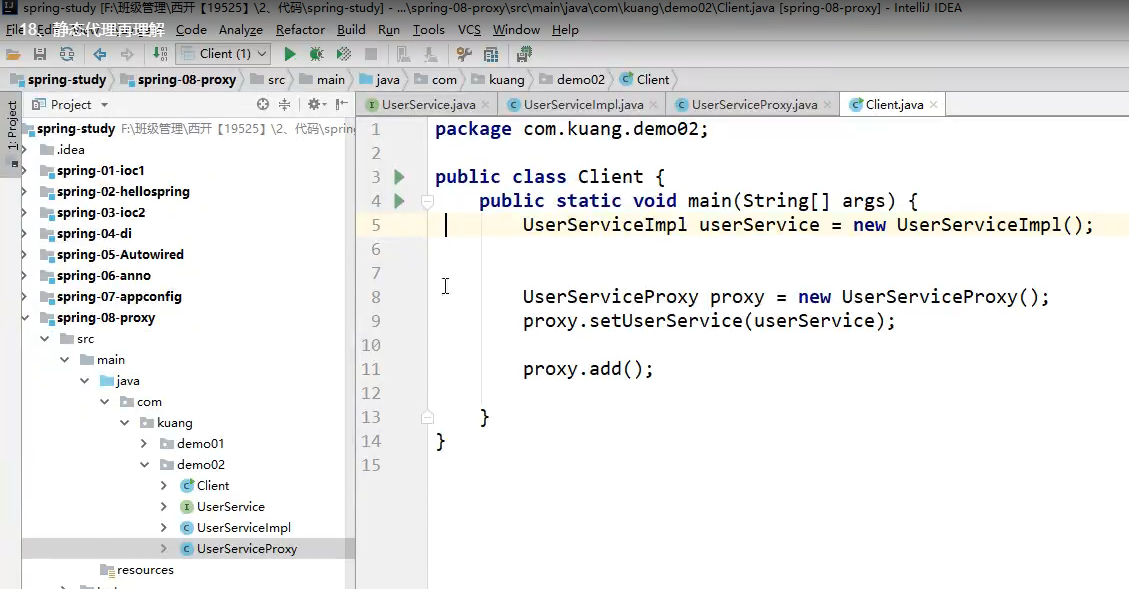 spring-study [F:\班级管理\西开【19525】\2、代码\spring-study] - ...\spring-08-proxy\src\main\java\com\kuang\demo02\Client.java [spring-08-proxy] - IntelliJ IDEA
18、静态代理再理解
Code Analyze Refactor Build Run Tools VCS Window Help
Client (1)
spring-study spring-08-proxy src main java com kuang demo02 Client
1: Project
Project
UserService.java UserServiceImpl.java UserServiceProxy.java Client.java
spring-study F:\班级管理\西开【19525】\2、代码\spring
.idea
spring-01-ioc1
spring-02-hellospring
spring-03-ioc2
spring-04-di
spring-05-Autowired
spring-06-anno
spring-07-appconfig
spring-08-proxy
src
main
java
com
kuang
demo01
demo02
Client
UserService
UserServiceImpl
UserServiceProxy
resources
1 package com.kuang.demo02;
2
3 public class Client {
4 public static void main(String[] args) {
5 UserServiceImpl userService = new UserServiceImpl();
6
7
8 UserServiceProxy proxy = new UserServiceProxy();
9 proxy.setUserService(userService);
10
11 proxy.add();
12
13 }
14 }
15